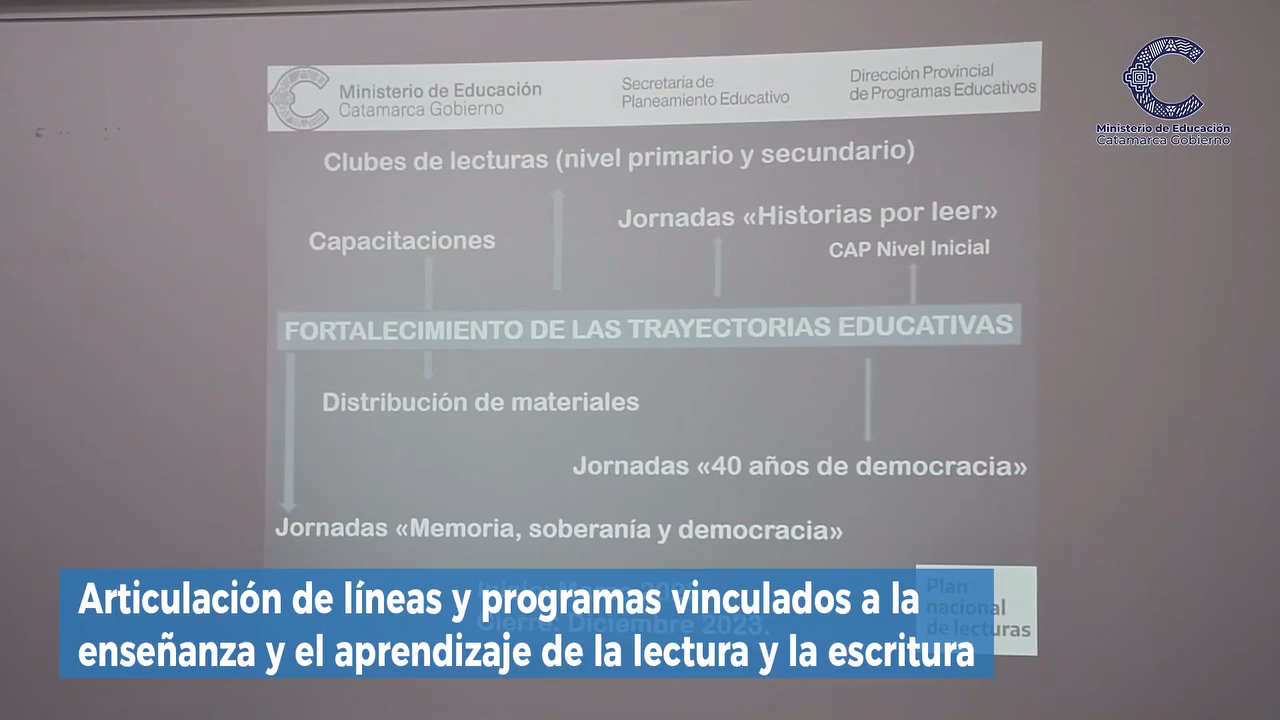 Ministerio de Educación
Catamarca Gobierno
Secretaría de
Planeamiento Educativo
Dirección Provincial
de Programas Educativos
Ministerio de Educación
Catamarca Gobierno
Clubes de lecturas (nivel primario y secundario)
Jornadas «Historias por leer»
Capacitaciones
CAP Nivel Inicial
FORTALECIMIENTO DE LAS TRAYECTORIAS EDUCATIVAS
Distribución de materiales
Jornadas «40 años de democracia»
Jornadas «Memoria, soberanía y democracia»
Cierre: Diciembre 2023.
Plan
nacional
de lecturas
Articulación de líneas y programas vinculados a la
enseñanza y el aprendizaje de la lectura y la escritura